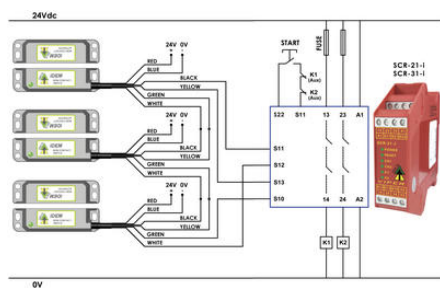 24Vdc
24V 0V
RED
BLUE
BLACK
YELLOW
GREEN
WHITE
24V 0V
RED
BLUE
BLACK
YELLOW
GREEN
WHITE
24V 0V
RED
BLUE
BLACK
YELLOW
GREEN
WHITE
START
FUSE
K1
(Aux)
K2
(Aux)
S22 S11 13 23 A1
S11
S12
S13
S10
14 24 A2
K1 K2
SCR-21-i
SCR-31-i
SCR-21-i
0V